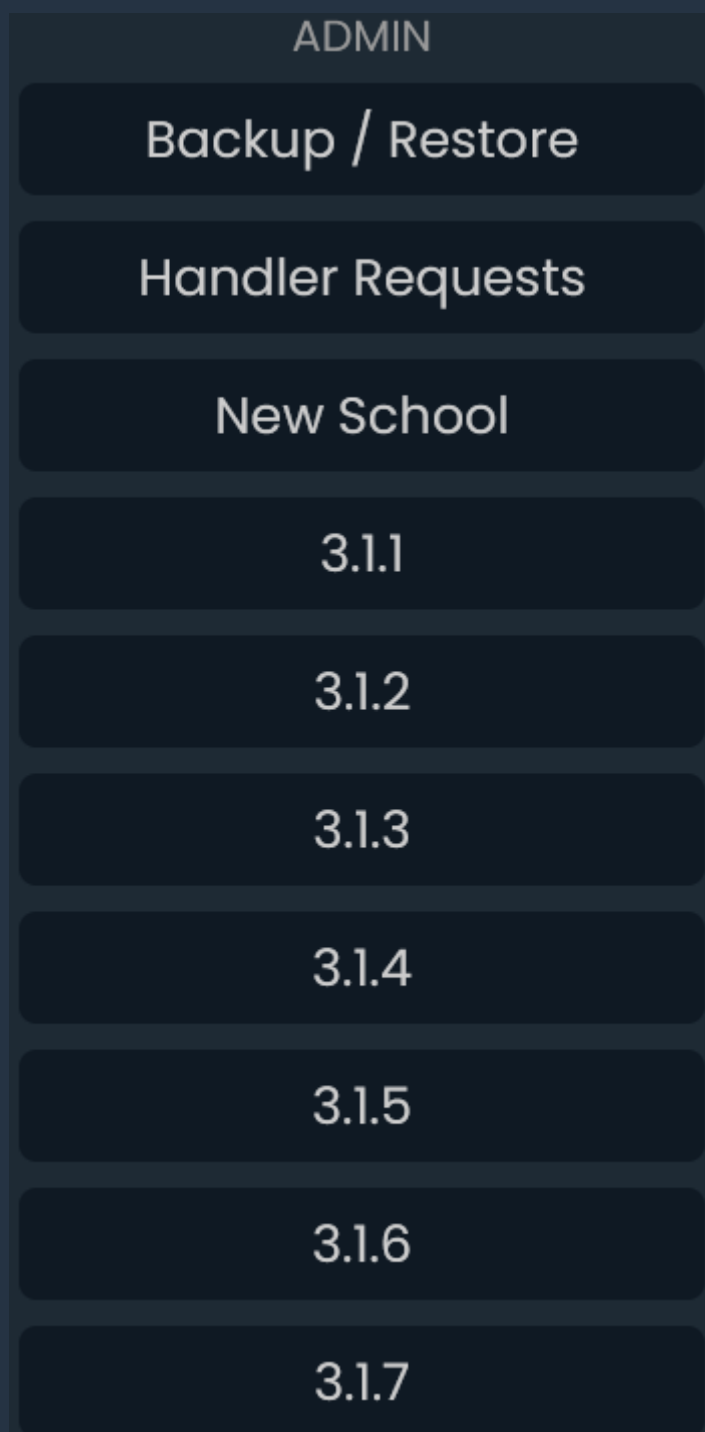 ADMIN
Backup / Restore
Handler Requests
New School
3.1.1
3.1.2
3.1.3
3.1.4
3.1.5
3.1.6
3.1.7